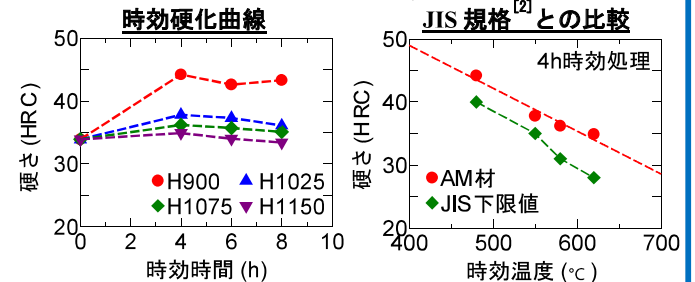 時効硬化曲線
硬さ (HRC)
50
40
30
20
0 2 4 6 8 10
時効時間 (h)
H900 H1025
H1075 H1150
JIS 規格[2]との比較
硬さ (HRC)
50
40
30
20
400 500 600 700
時効温度 (℃)
4h時効処理
AM材
JIS下限値